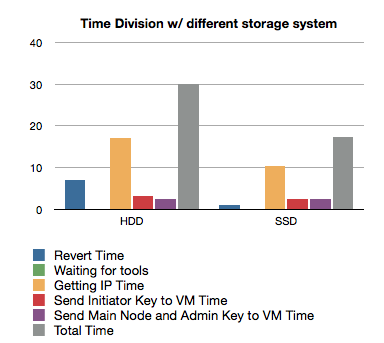 Time Division w/ different storage system
40
30
20
10
0
HDD
SSD
Revert Time
Waiting for tools
Getting IP Time
Send Initiator Key to VM Time
Send Main Node and Admin Key to VM Time
Total Time